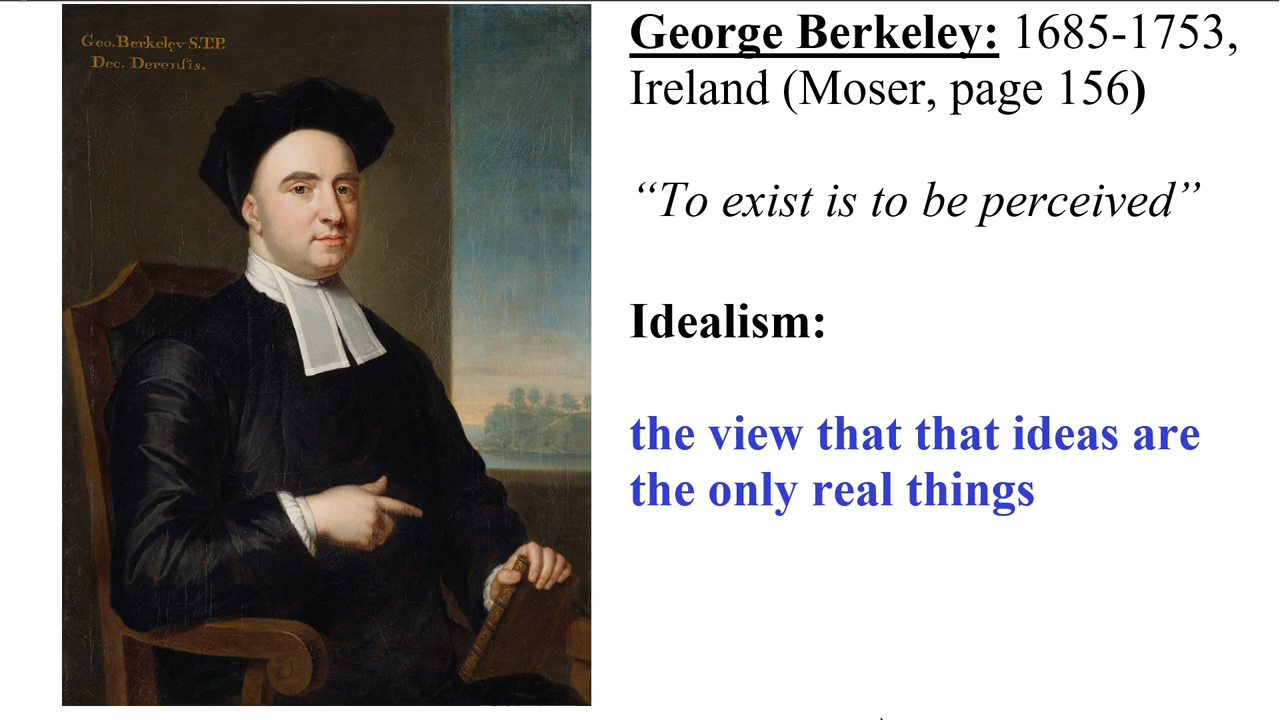 Geo. Berkeley S.T.P.
Dec. Derensis.
George Berkeley: 1685-1753,
Ireland (Moser, page 156)
“To exist is to be perceived”
Idealism:
the view that that ideas are
the only real things